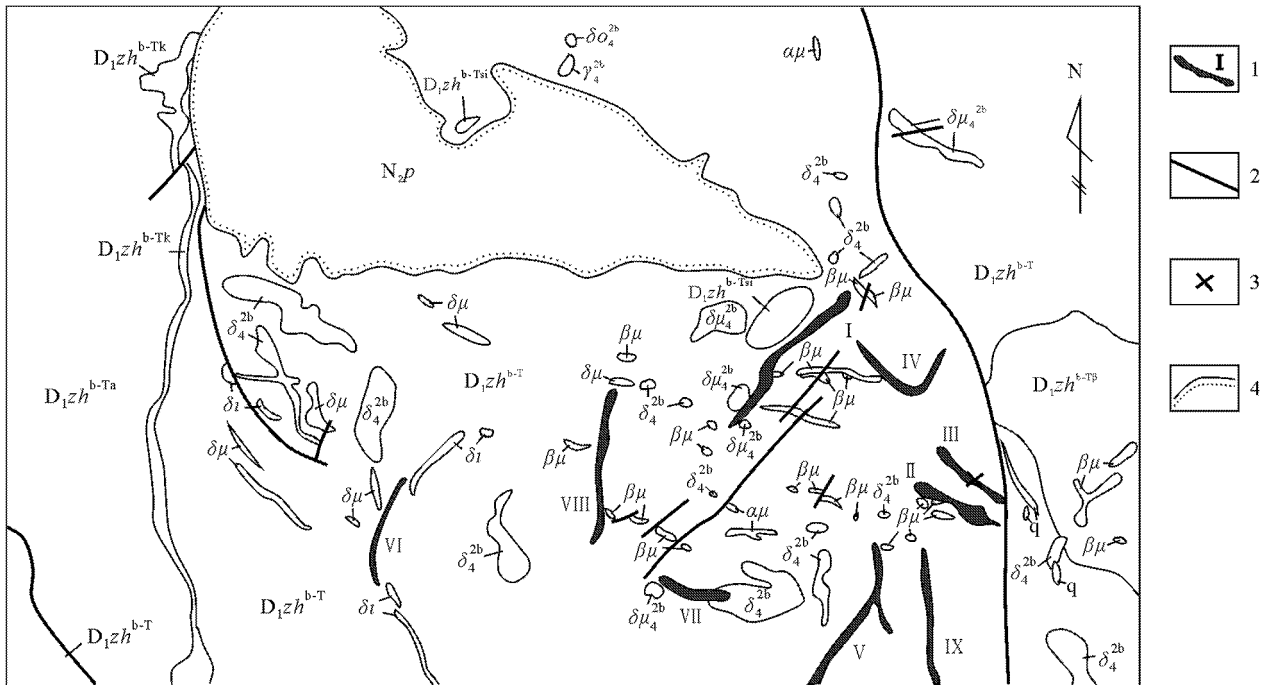 D₁zhᵇ⁻ᵀᵏ
δο₄²ᵇ
γ₄²ᵇ
αμ
D₁zhᵇ⁻ᵀˢⁱ
I
1
N
δμ₄²ᵇ
N₂p
δ₄²ᵇ
2
D₁zhᵇ⁻ᵀᵏ
δ₄²ᵇ
D₁zhᵇ⁻ᵀ
3
βμ
βμ
D₁zhᵇ⁻ᵀˢⁱ
δμ
δμ₄²ᵇ
δμ
δ₄²ᵇ
βμ
I
βμ
IV
4
D₁zhᵇ⁻ᵀᵃ
D₁zhᵇ⁻ᵀ
δμ
δμ₄²ᵇ
D₁zhᵇ⁻ᵀᵝ
δι
δμ
δ₄²ᵇ
δ₄²ᵇ
βμ
δμ
δι
βμ
βμ
δμ₄²ᵇ
III
βμ
δμ
δ₄²ᵇ
βμ
βμ
δ₄²ᵇ
II
VIII
βμ
αμ
βμ
q
VI
δ₄²ᵇ
βμ
δ₄²ᵇ
βμ
δ₄²ᵇ
q
D₁zhᵇ⁻ᵀ
D₁zhᵇ⁻ᵀ
δι
δμ₄²ᵇ
VII
δ₄²ᵇ
V
IX
δ₄²ᵇ